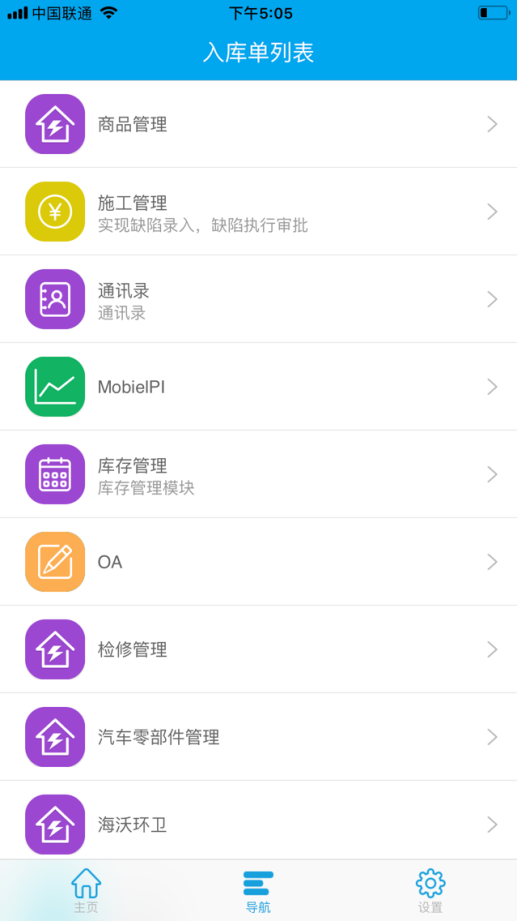 中国联通
下午5:05
入库单列表
商品管理
施工管理
实现缺陷录入，缺陷执行审批
通讯录
通讯录
MobielPI
库存管理
库存管理模块
OA
检修管理
汽车零部件管理
海沃环卫
主页
导航
设置